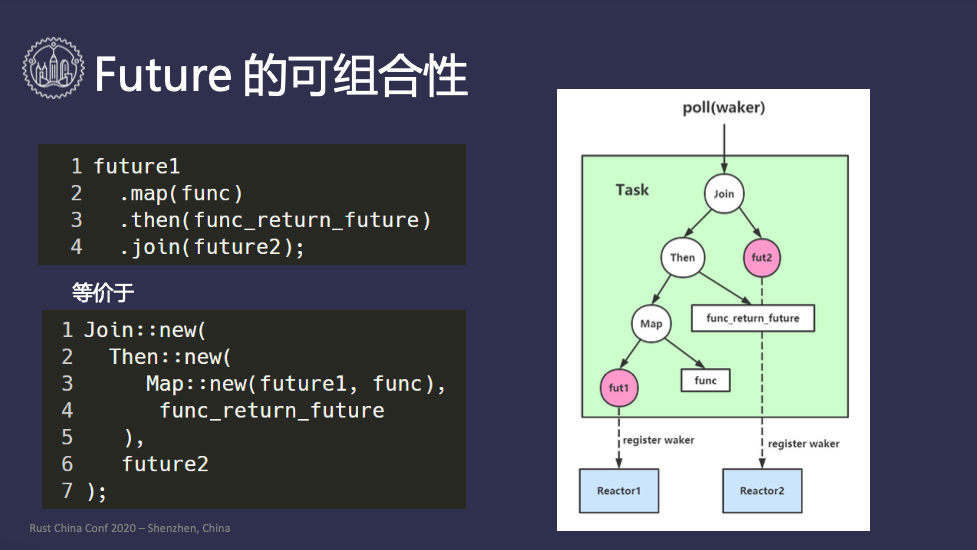 Future 的可组合性
1 future1
2 .map(func)
3 .then(func_return_future)
4 .join(future2);
等价于
1 Join::new(
2 Then::new(
3 Map::new(future1, func),
4 func_return_future
5 ),
6 future2
7 );
Rust China Conf 2020 – Shenzhen, China
poll(waker)
Task
Join
Then
fut2
Map
func_return_future
fut1
func
register waker
register waker
Reactor1
Reactor2